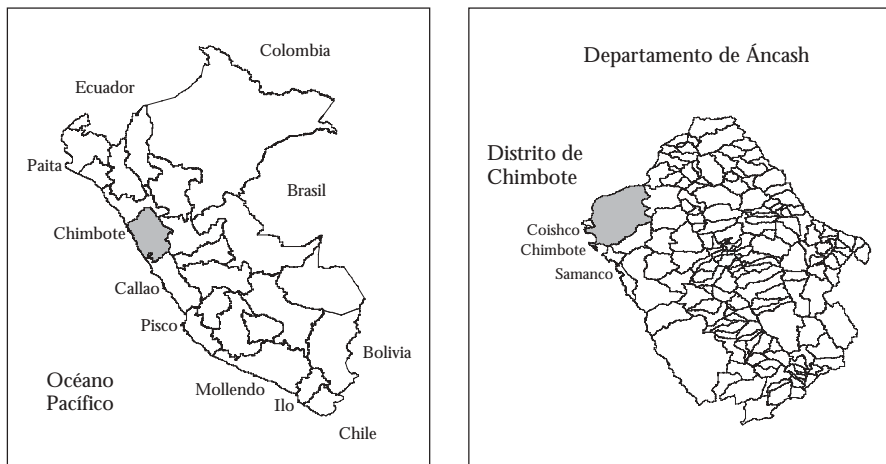 Colombia
Ecuador
Paita
Brasil
Chimbote
Callao
Pisco
Bolivia
Océano
Pacífico
Mollendo
Ilo
Chile
Departamento de Áncash
Distrito de
Chimbote
Coishco
Chimbote
Samanco